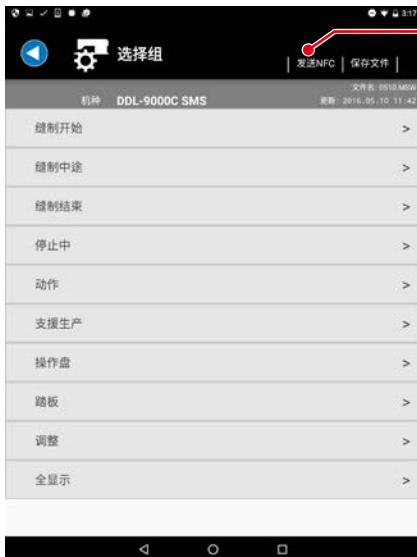 3:17
选择组
发送NFC
保存文件
文件名: 0510.MSW
机种 DDL-9000C SMS
更新: 2016.05.10 11:42
缝制开始 >
缝制中途 >
缝制结束 >
停止中 >
动作 >
支援生产 >
操作盘 >
踏板 >
调整 >
全显示 >